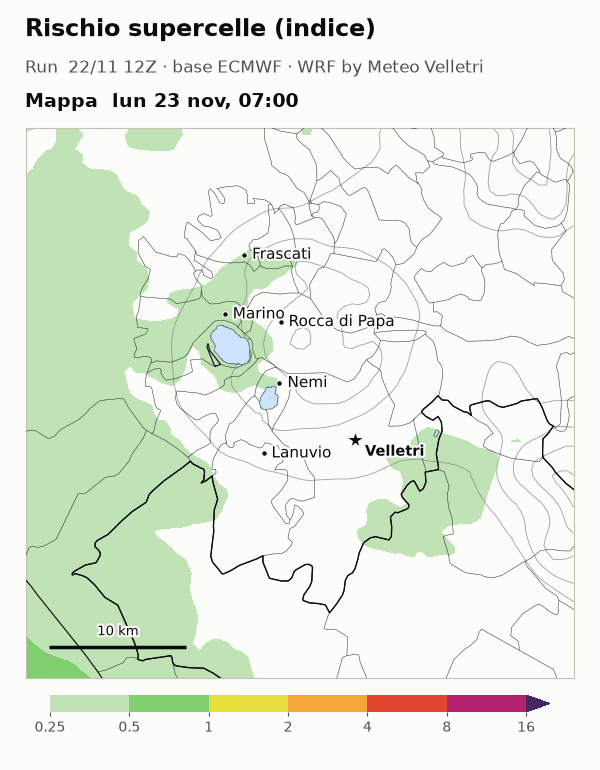 Rischio supercelle (indice)
Run  22/11 12Z · base ECMWF · WRF by Meteo Velletri
Mappa  lun 23 nov, 07:00
Frascati
Marino
Rocca di Papa
Nemi
Lanuvio
Velletri
10 km
0.25 0.5 1 2 4 8 16